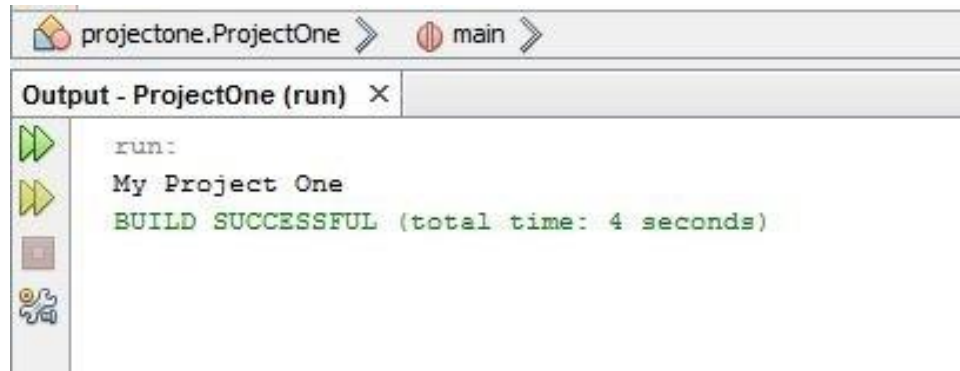 projectone.ProjectOne main
Output - ProjectOne (run)
run:
My Project One
BUILD SUCCESSFUL (total time: 4 seconds)